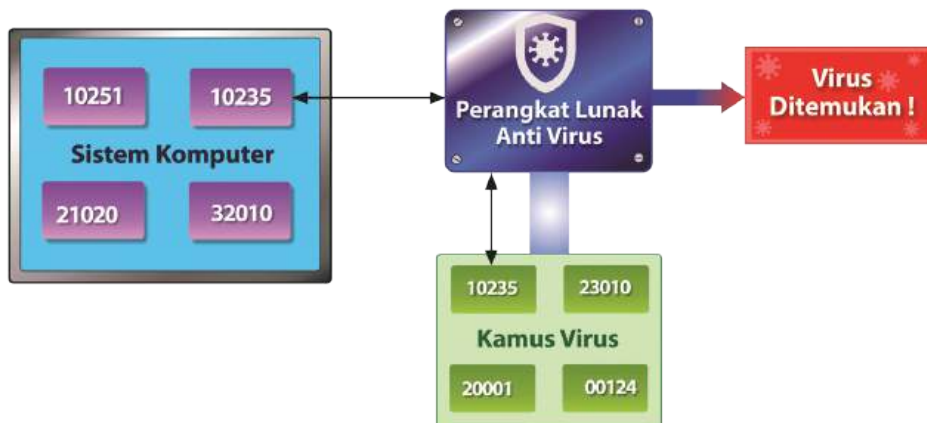 10251
10235
Sistem Komputer
21020
32010
Perangkat Lunak
Anti Virus
Virus
Ditemukan !
10235
23010
Kamus Virus
20001
00124